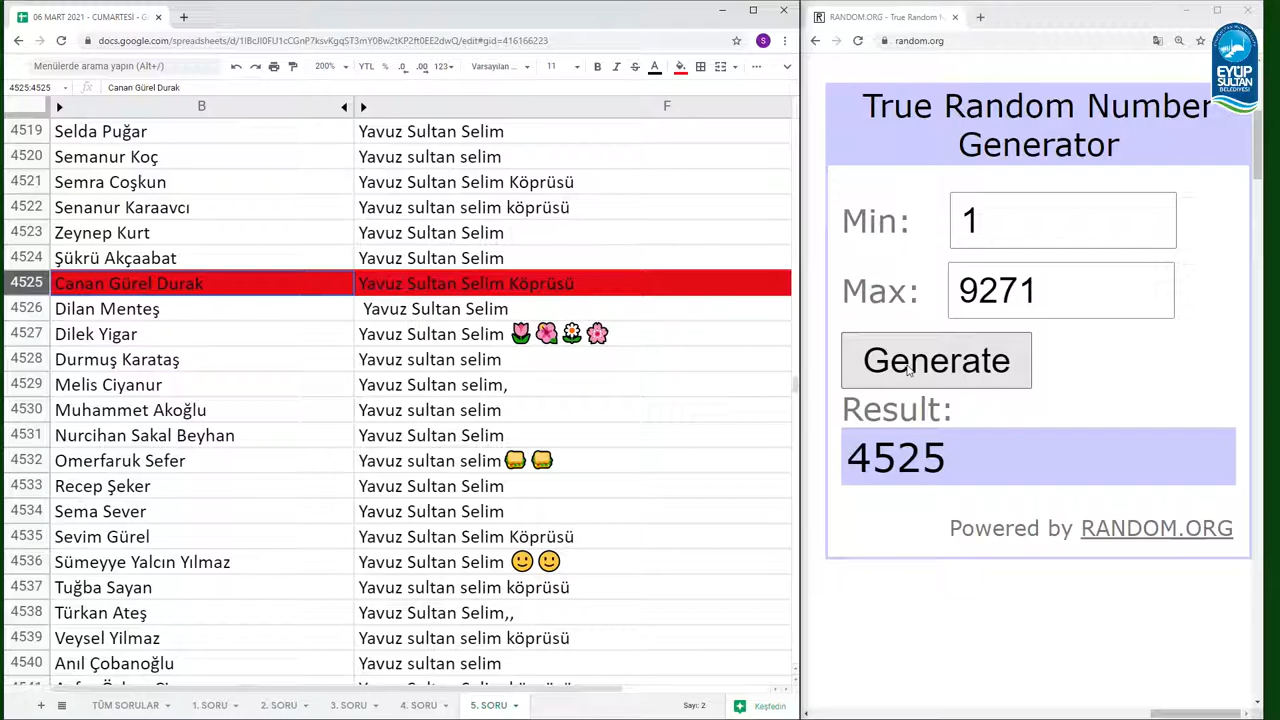 06 MART 2021 - CUMARTESİ - G
docs.google.com/spreadsheets/d/1IBcJI0FU1cCGnP7ksvKgqST3mY0Bw2tKP2ft0EE2dwQ/edit#gid=416166223
Menülerde arama yapın (Alt+/)
200%
YTL
%
.0
.00
123
Varsayılan...
11
B
I
S
A
4525:4525
fx
Canan Gürel Durak
B
F
4519 Selda Puğar Yavuz Sultan Selim
4520 Semanur Koç Yavuz sultan selim
4521 Semra Coşkun Yavuz Sultan Selim Köprüsü
4522 Senanur Karaavcı Yavuz sultan selim köprüsü
4523 Zeynep Kurt Yavuz Sultan Selim
4524 Şükrü Akçaabat Yavuz Sultan Selim
4525 Canan Gürel Durak Yavuz Sultan Selim Köprüsü
4526 Dilan Menteş Yavuz Sultan Selim
4527 Dilek Yigar Yavuz Sultan Selim 🌷🌺🌼🌸
4528 Durmuş Karataş Yavuz sultan selim
4529 Melis Ciyanur Yavuz Sultan selim,
4530 Muhammet Akoğlu Yavuz sultan selim
4531 Nurcihan Sakal Beyhan Yavuz Sultan Selim
4532 Omerfaruk Sefer Yavuz sultan selim🥪🥪
4533 Recep Şeker Yavuz Sultan Selim
4534 Sema Sever Yavuz Sultan Selim
4535 Sevim Gürel Yavuz Sultan Selim Köprüsü
4536 Sümeyye Yalcın Yılmaz Yavuz Sultan Selim 🙂🙂
4537 Tuğba Sayan Yavuz sultan selim köprüsü
4538 Türkan Ateş Yavuz Sultan Selim,,
4539 Veysel Yilmaz Yavuz sultan selim köprüsü
4540 Anıl Çobanoğlu Yavuz sultan selim
TÜM SORULAR
1. SORU
2. SORU
3. SORU
4. SORU
5. SORU
Say: 2
Keşfedin
RANDOM.ORG - True Random N
random.org
EYÜP
SULTAN
BELEDİYESİ
True Random Number
Generator
Min: 1
Max: 9271
Generate
Result:
4525
Powered by RANDOM.ORG